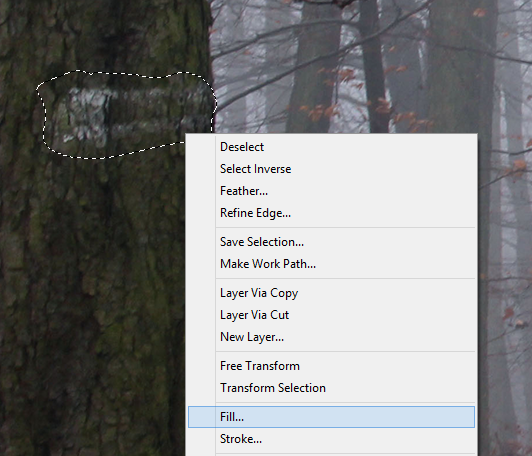 Deselect
Select Inverse
Feather...
Refine Edge...
Save Selection...
Make Work Path...
Layer Via Copy
Layer Via Cut
New Layer...
Free Transform
Transform Selection
Fill...
Stroke...